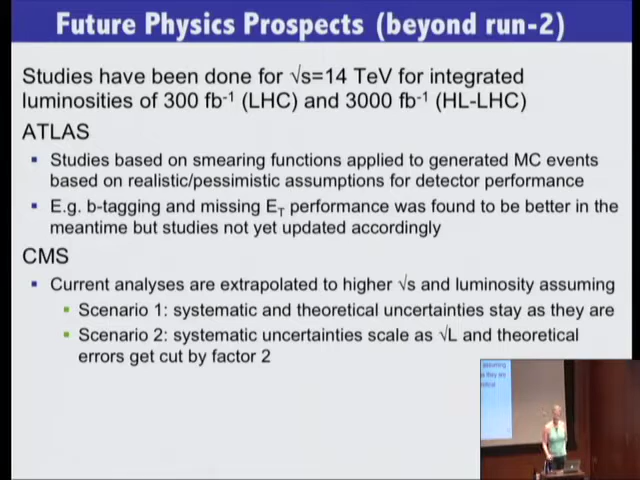 Future Physics Prospects (beyond run-2)
Studies have been done for √s=14 TeV for integrated
luminosities of 300 fb-1 (LHC) and 3000 fb-1 (HL-LHC)
ATLAS
▪ Studies based on smearing functions applied to generated MC events
based on realistic/pessimistic assumptions for detector performance
▪ E.g. b-tagging and missing ET performance was found to be better in the
meantime but studies not yet updated accordingly
CMS
▪ Current analyses are extrapolated to higher √s and luminosity assuming
▪ Scenario 1: systematic and theoretical uncertainties stay as they are
▪ Scenario 2: systematic uncertainties scale as √L and theoretical
errors get cut by factor 2
assuming
as they are